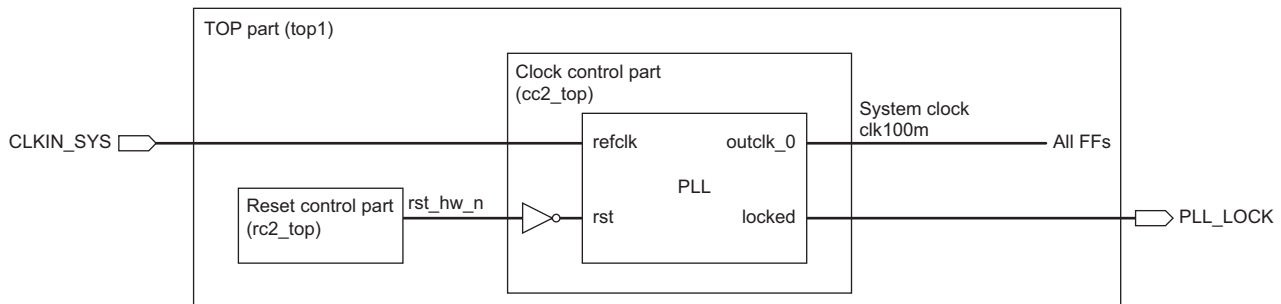 TOP part (top1)
Clock control part
(cc2_top)
System clock
clk100m
CLKIN_SYS
refclk
outclk_0
All FFs
PLL
Reset control part
(rc2_top)
rst_hw_n
rst
locked
PLL_LOCK